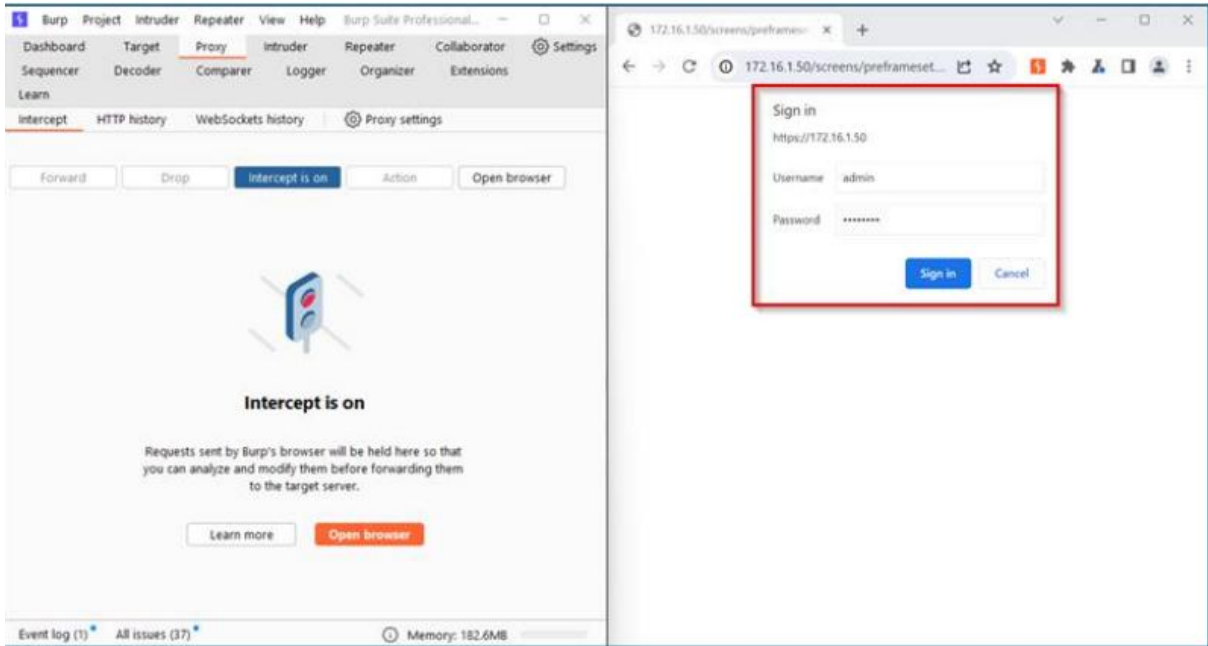 Burp Project Intruder Repeater View Help Burp Suite Professional...
Dashboard Target Proxy Intruder Repeater Collaborator Settings
Sequencer Decoder Comparer Logger Organizer Extensions
Learn
Intercept HTTP history WebSockets history Proxy settings
Forward Drop Intercept is on Action Open browser
Intercept is on
Requests sent by Burp's browser will be held here so that
you can analyze and modify them before forwarding them
to the target server.
Learn more Open browser
Event log (1) All issues (37) Memory: 182.6MB
172.16.1.50/screens/preframese
172.16.1.50/screens/preframeset...
Sign in
https://172.16.1.50
Username admin
Password ••••••••
Sign in Cancel